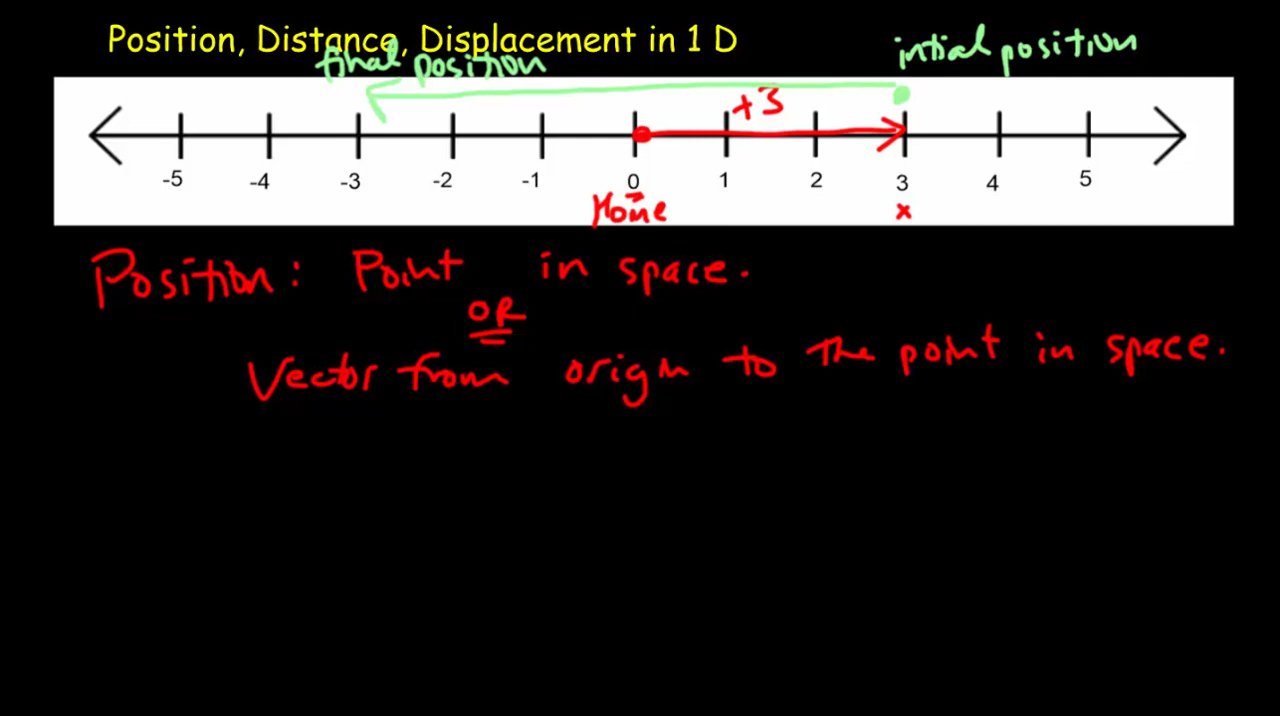 Position, Distance, Displacement in 1 D
final position
intial position
+3
-5 -4 -3 -2 -1 0 1 2 3 4 5
Home x
Position: Point in space.
OR
Vector from origin to the point in space.